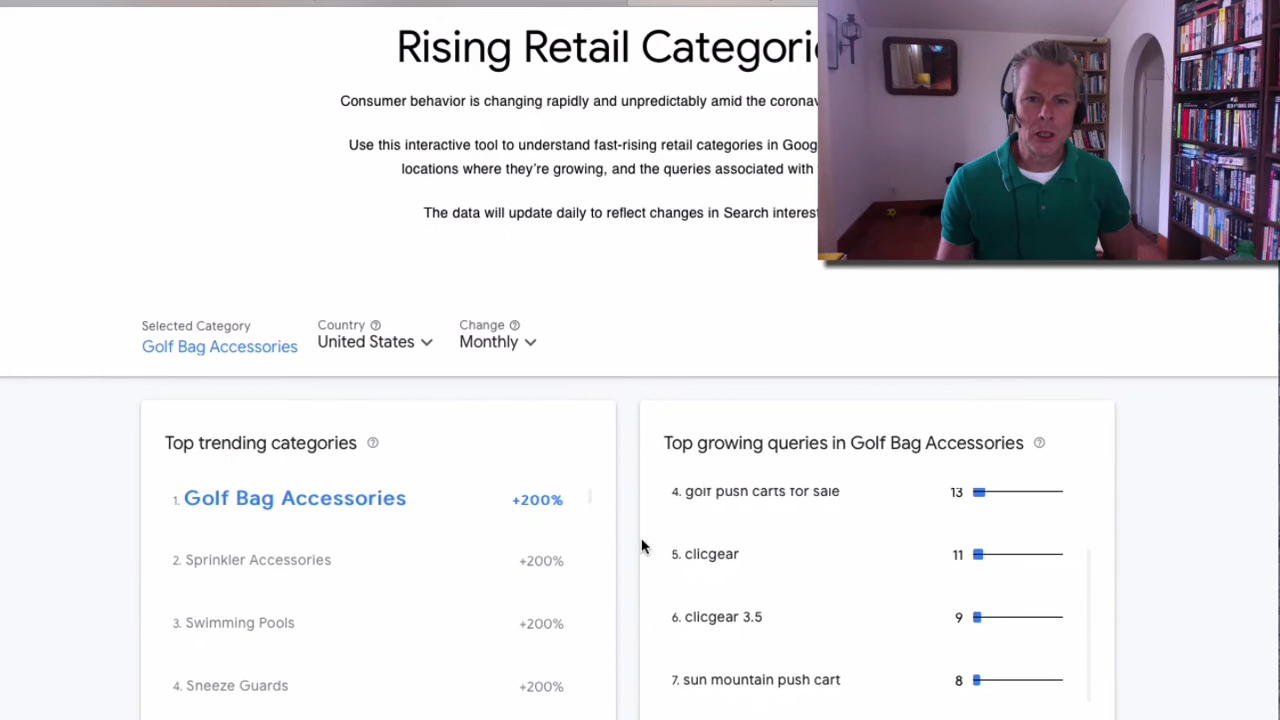 Rising Retail Categori
Consumer behavior is changing rapidly and unpredictably amid the coronav
Use this interactive tool to understand fast-rising retail categories in Goog
locations where they're growing, and the queries associated with
The data will update daily to reflect changes in Search interest
Selected Category
Golf Bag Accessories
Country
United States
Change
Monthly
Top trending categories
1. Golf Bag Accessories +200%
2. Sprinkler Accessories +200%
3. Swimming Pools +200%
4. Sneeze Guards +200%
Top growing queries in Golf Bag Accessories
4. golf push carts for sale 13
5. clicgear 11
6. clicgear 3.5 9
7. sun mountain push cart 8